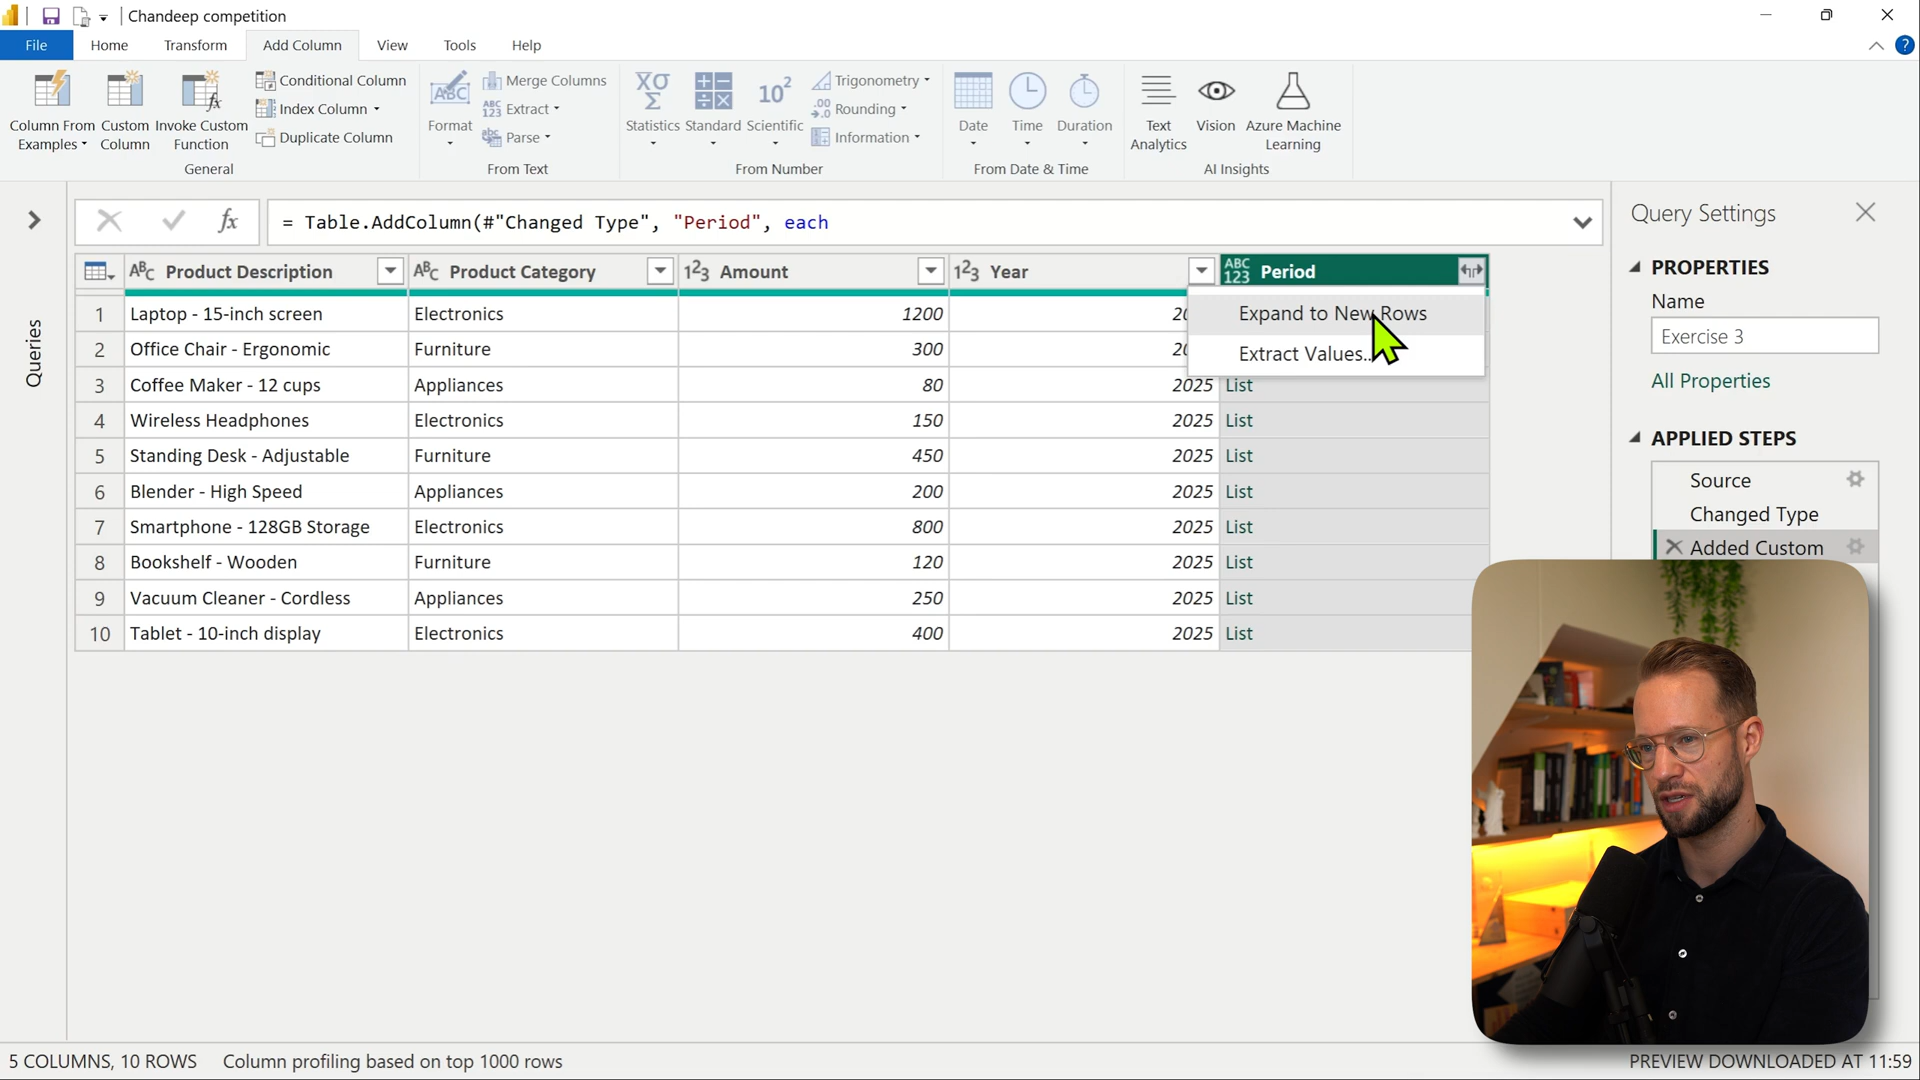 Chandeep competition
File Home Transform Add Column View Tools Help
Column From Examples
Custom Column
Invoke Custom Function
Conditional Column
Index Column
Duplicate Column
General
Format
Merge Columns
Extract
Parse
From Text
Statistics
Standard
Scientific
Trigonometry
Rounding
Information
From Number
Date
Time
Duration
From Date & Time
Text Analytics
Vision
Azure Machine Learning
AI Insights
Queries
= Table.AddColumn(#"Changed Type", "Period", each
Product Description Product Category Amount Year Period
Expand to New Rows
Extract Values...
1 Laptop - 15-inch screen Electronics 1200
2 Office Chair - Ergonomic Furniture 300
3 Coffee Maker - 12 cups Appliances 80 2025 List
4 Wireless Headphones Electronics 150 2025 List
5 Standing Desk - Adjustable Furniture 450 2025 List
6 Blender - High Speed Appliances 200 2025 List
7 Smartphone - 128GB Storage Electronics 800 2025 List
8 Bookshelf - Wooden Furniture 120 2025 List
9 Vacuum Cleaner - Cordless Appliances 250 2025 List
10 Tablet - 10-inch display Electronics 400 2025 List
Query Settings
PROPERTIES
Name
Exercise 3
All Properties
APPLIED STEPS
Source
Changed Type
Added Custom
5 COLUMNS, 10 ROWS Column profiling based on top 1000 rows
PREVIEW DOWNLOADED AT 11:59